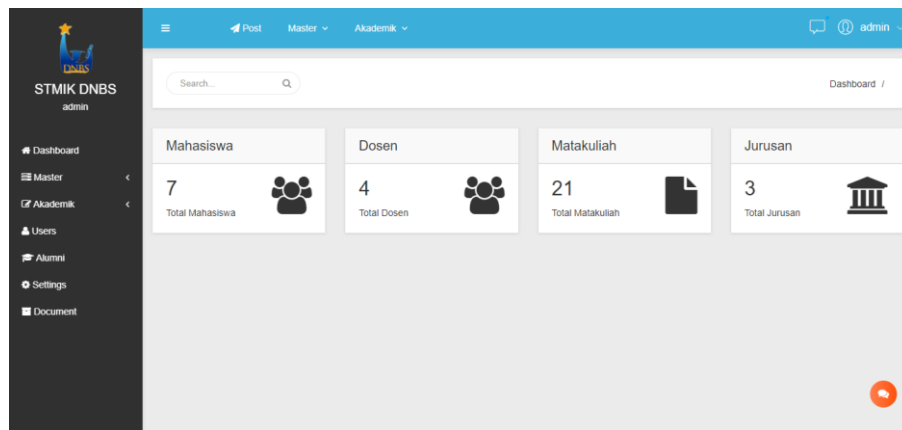 Post Master Akademik admin
DNBS
STMIK DNBS
admin
Search...
Dashboard /
Dashboard
Master
Akademik
Users
Alumni
Settings
Document
Mahasiswa
7
Total Mahasiswa
Dosen
4
Total Dosen
Matakuliah
21
Total Matakuliah
Jurusan
3
Total Jurusan